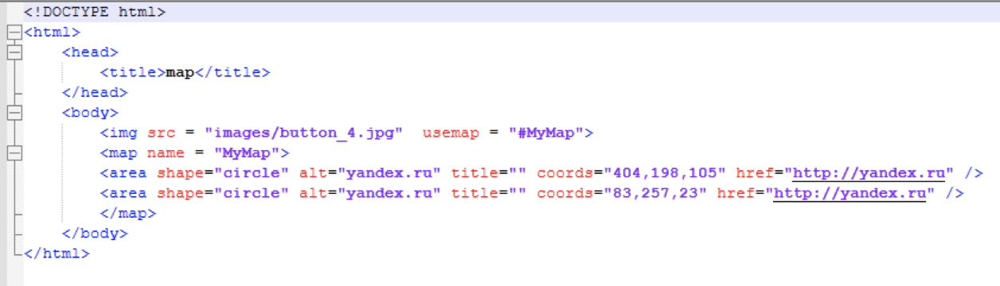 <!DOCTYPE html>
<html>
<head>
<title>map</title>
</head>
<body>
<img src = "images/button_4.jpg"  usemap = "#MyMap">
<map name = "MyMap">
<area shape="circle" alt="yandex.ru" title="" coords="404,198,105" href="http://yandex.ru" />
<area shape="circle" alt="yandex.ru" title="" coords="83,257,23" href="http://yandex.ru" />
</map>
</body>
</html>